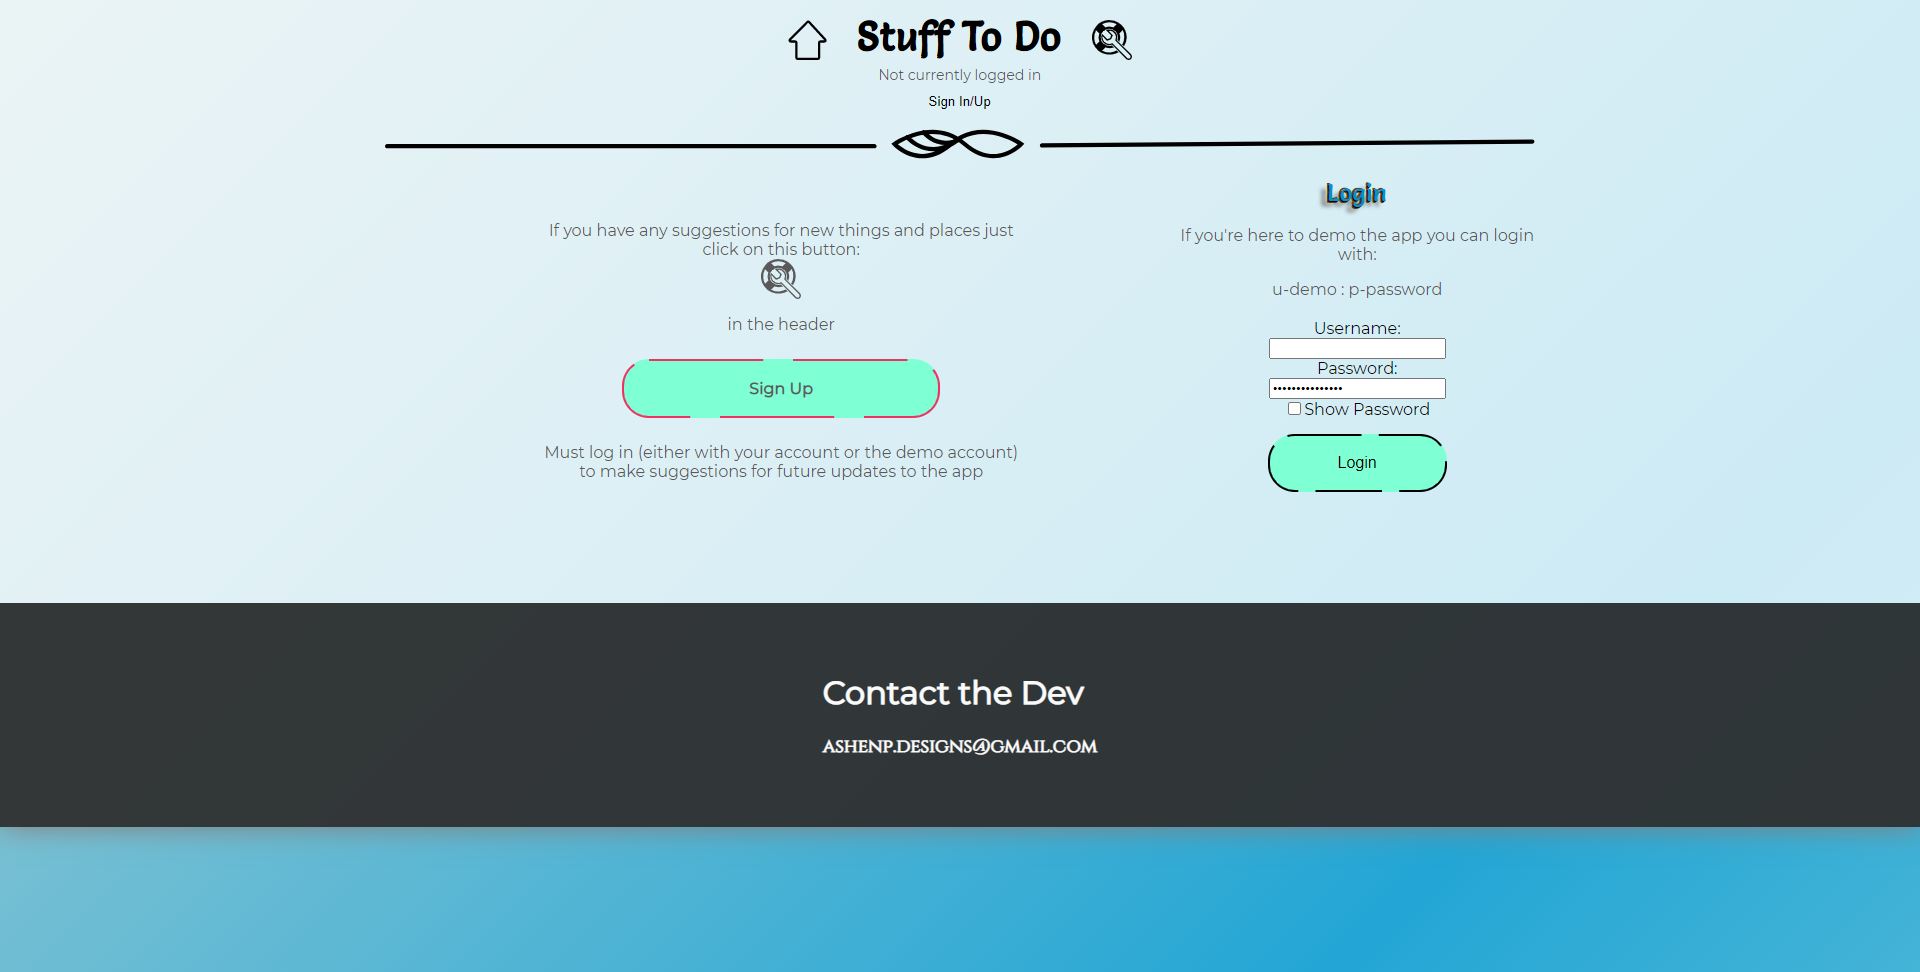 Stuff To Do
Not currently logged in
Sign In/Up
If you have any suggestions for new things and places just
click on this button:
in the header
Sign Up
Must log in (either with your account or the demo account)
to make suggestions for future updates to the app
Login
If you're here to demo the app you can login
with:
u-demo : p-password
Username:
Password:
••••••••••••••
Show Password
Login
Contact the Dev
ASHENP.DESIGNS@GMAIL.COM